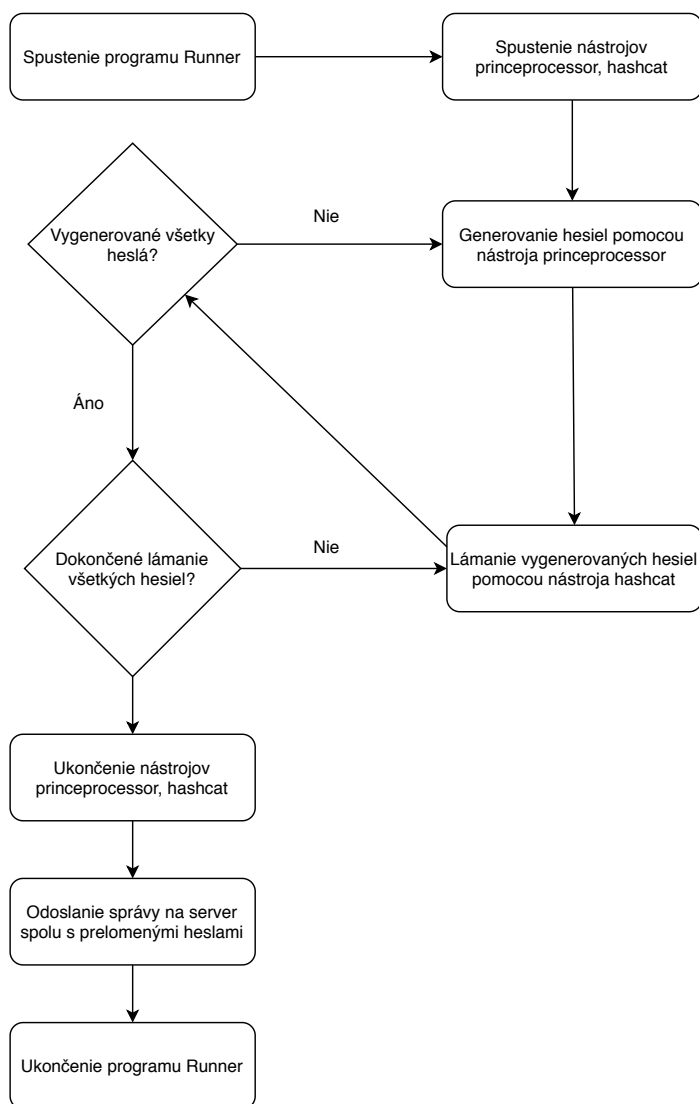 Spustenie programu Runner
Spustenie nástrojov
princeprocessor, hashcat
Vygenerované všetky
heslá?
Nie
Generovanie hesiel pomocou
nástroja princeprocessor
Áno
Dokončené lámanie
všetkých hesiel?
Nie
Lámanie vygenerovaných hesiel
pomocou nástroja hashcat
Ukončenie nástrojov
princeprocessor, hashcat
Odoslanie správy na server
spolu s prelomenými heslami
Ukončenie programu Runner